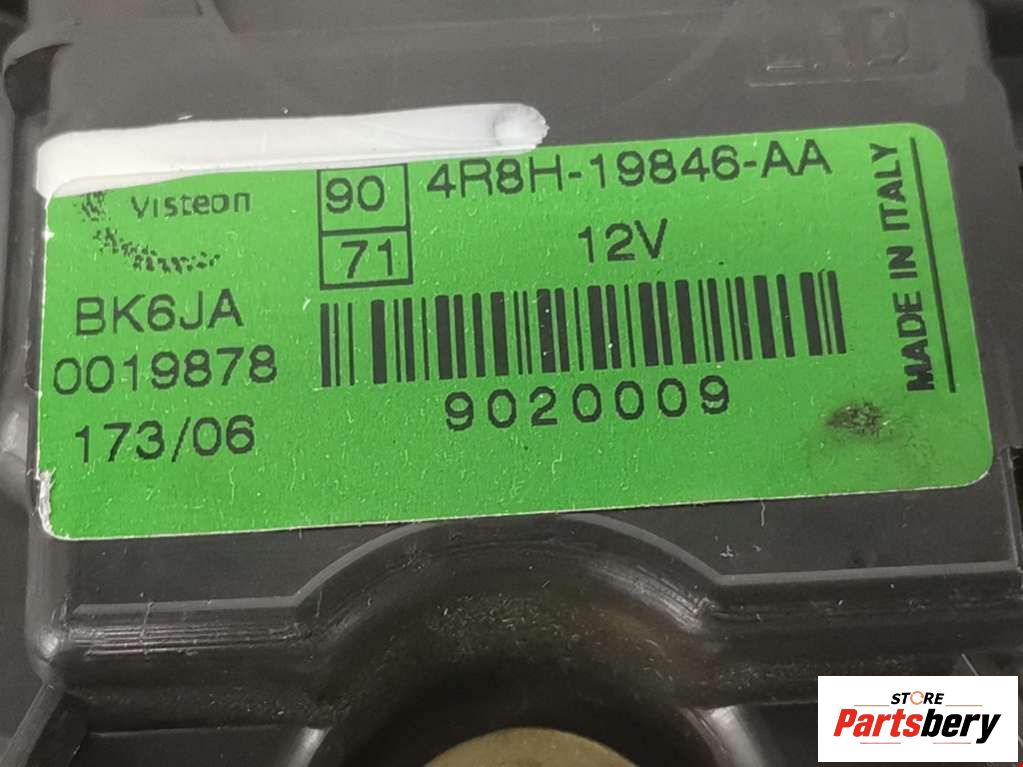 Visteon
90
71
4R8H-19846-AA
12V
BK6JA
0019878
173/06
9020009
MADE IN ITALY
STORE
Partsbery